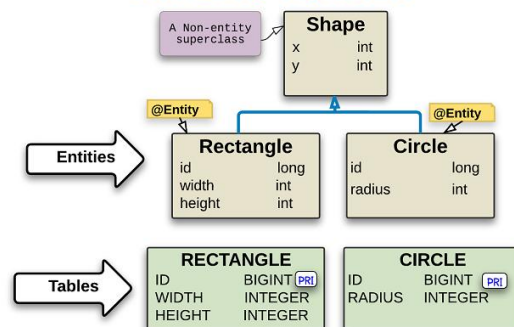 A Non-entity
superclass
Shape
x int
y int
@Entity
@Entity
Entities
Rectangle
id long
width int
height int
Circle
id long
radius int
Tables
RECTANGLE
ID BIGINT PRI
WIDTH INTEGER
HEIGHT INTEGER
CIRCLE
ID BIGINT PRI
RADIUS INTEGER